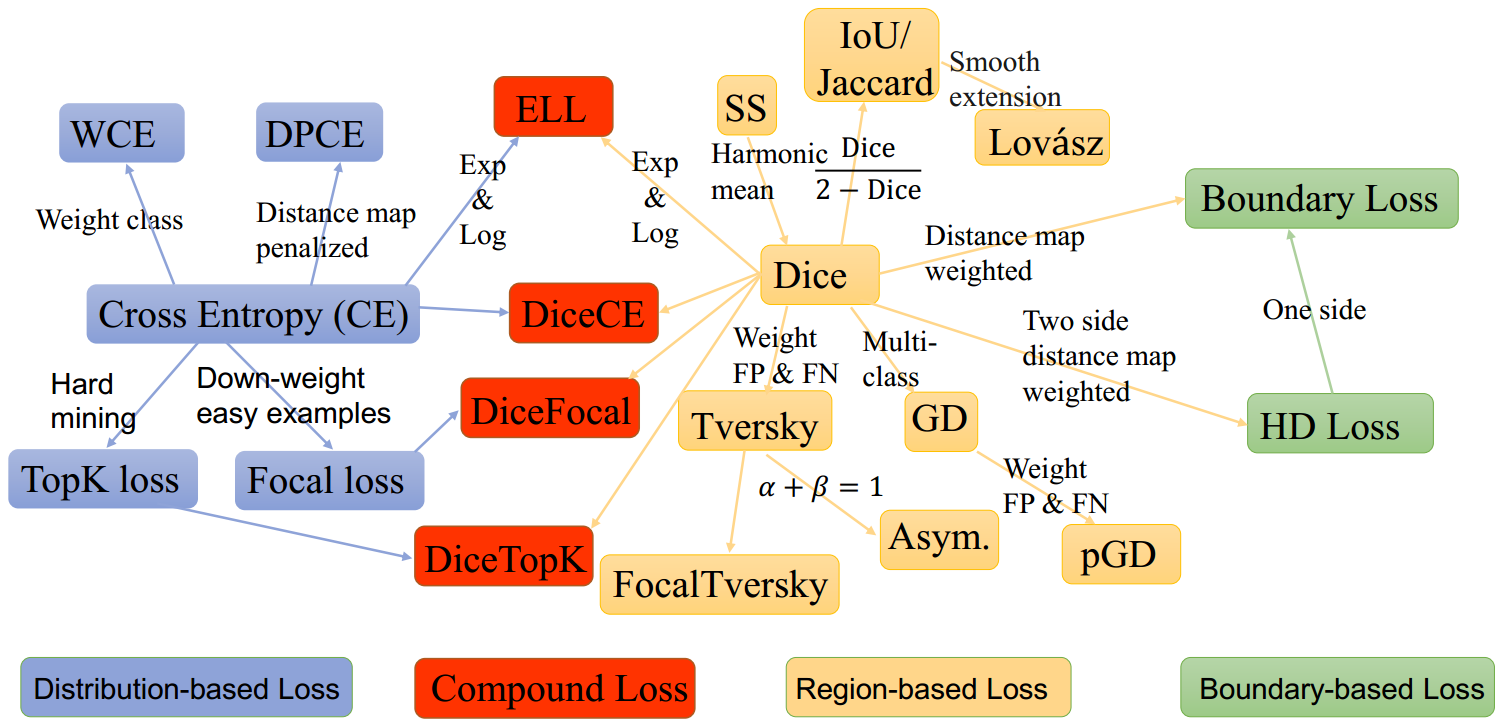 IoU/
Jaccard
Smooth
extension
Lovász
SS
ELL
WCE
DPCE
Harmonic
mean
Dice
2 − Dice
Exp
&
Log
Exp
&
Log
Weight class
Distance map
penalized
Boundary Loss
Distance map
weighted
Dice
Cross Entropy (CE)
DiceCE
One side
Two side
distance map
weighted
Weight
FP & FN
Multi-
class
Hard
mining
Down-weight
easy examples
DiceFocal
Tversky
GD
HD Loss
TopK loss
Focal loss
α + β = 1
Weight
FP & FN
DiceTopK
FocalTversky
Asym.
pGD
Distribution-based Loss
Compound Loss
Region-based Loss
Boundary-based Loss